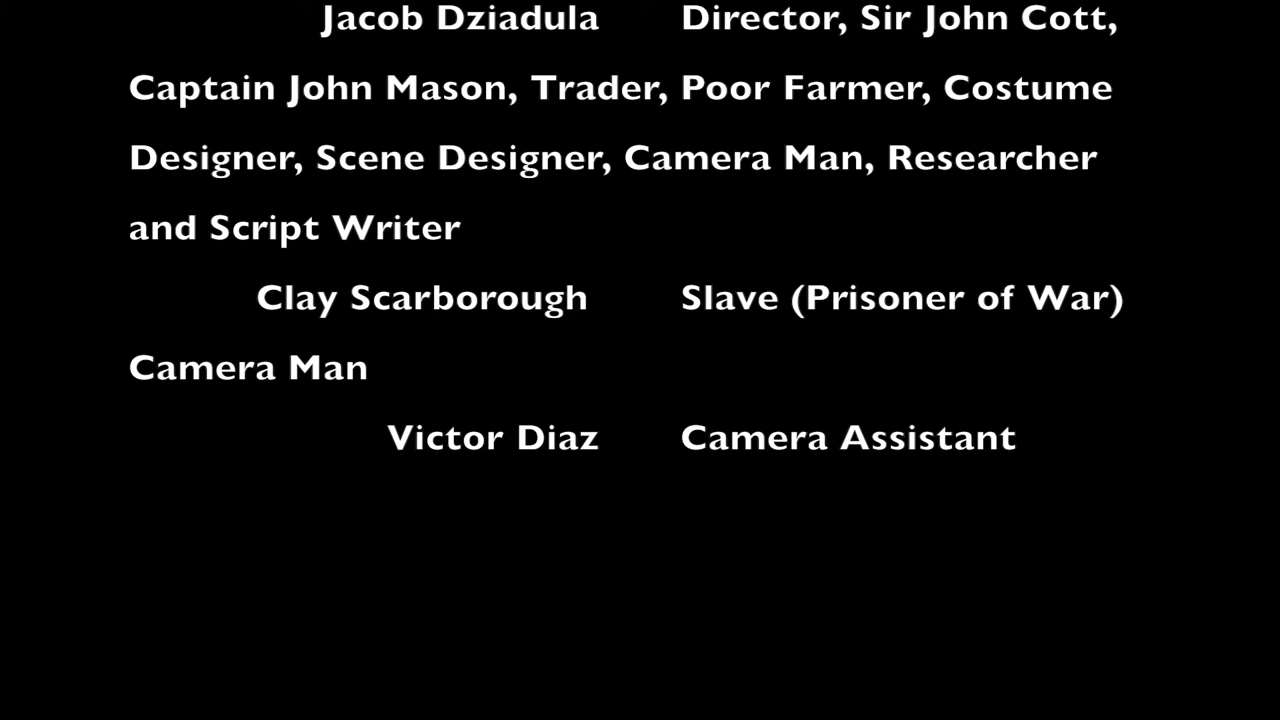 Jacob Dziadula Director, Sir John Cott,
Captain John Mason, Trader, Poor Farmer, Costume
Designer, Scene Designer, Camera Man, Researcher
and Script Writer
Clay Scarborough Slave (Prisoner of War)
Camera Man
Victor Diaz Camera Assistant